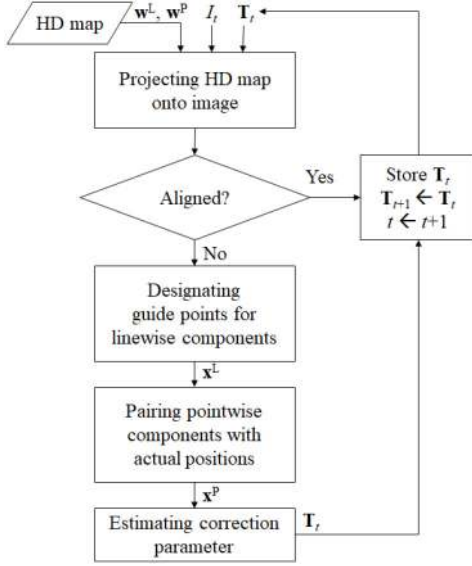 HD map
w^L, w^P
I_t
T_t
Projecting HD map
onto image
Aligned?
Yes
Store T_t
T_{t+1} ← T_t
t ← t+1
No
Designating
guide points for
linewise components
x^L
Pairing pointwise
components with
actual positions
x^P
Estimating correction
parameter
T_t